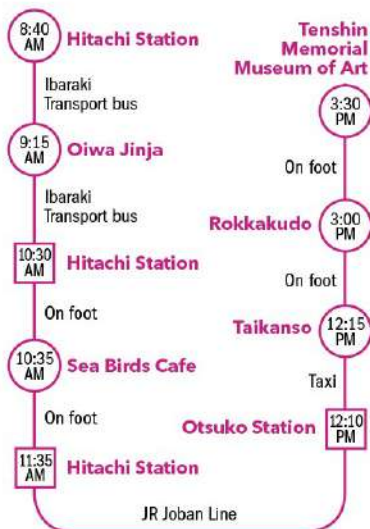 8:40
AM
Hitachi Station
Ibaraki
Transport bus
9:15
AM
Oiwa Jinja
Ibaraki
Transport bus
10:30
AM
Hitachi Station
On foot
10:35
AM
Sea Birds Cafe
On foot
11:35
AM
Hitachi Station
JR Joban Line
12:10
PM
Otsuko Station
Taxi
12:15
PM
Taikanso
On foot
3:00
PM
Rokkakudo
On foot
3:30
PM
Tenshin
Memorial
Museum of Art